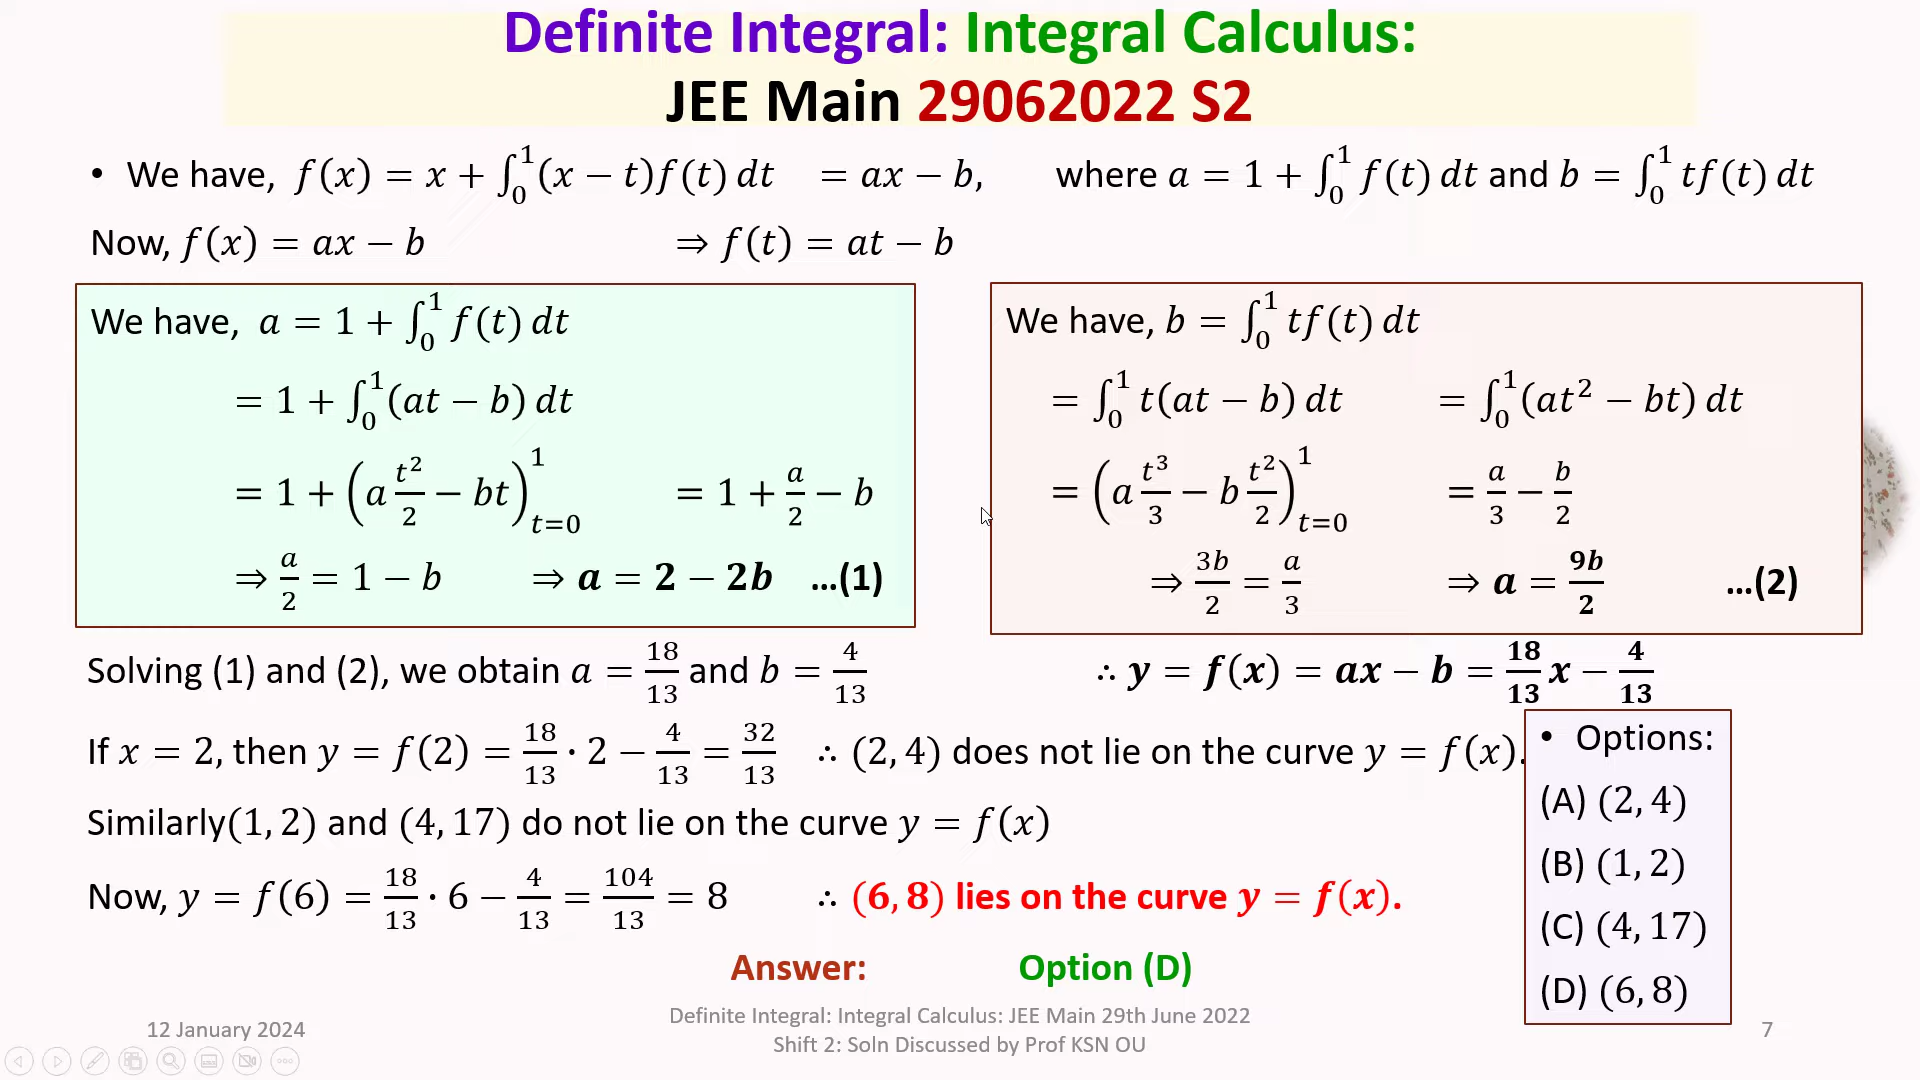 Definite Integral: Integral Calculus:
JEE Main 29062022 S2
• We have, f(x) = x + ∫₀¹(x − t)f(t) dt = ax − b, where a = 1 + ∫₀¹ f(t) dt and b = ∫₀¹ tf(t) dt
Now, f(x) = ax − b ⇒ f(t) = at − b
We have, a = 1 + ∫₀¹ f(t) dt
= 1 + ∫₀¹(at − b) dt
= 1 + (a t²/2 − bt)¹ₜ₌₀ = 1 + a/2 − b
⇒ a/2 = 1 − b ⇒ a = 2 − 2b ...(1)
We have, b = ∫₀¹ tf(t) dt
= ∫₀¹ t(at − b) dt = ∫₀¹(at² − bt) dt
= (a t³/3 − b t²/2)¹ₜ₌₀ = a/3 − b/2
⇒ 3b/2 = a/3 ⇒ a = 9b/2 ...(2)
Solving (1) and (2), we obtain a = 18/13 and b = 4/13 ∴ y = f(x) = ax − b = 18/13 x − 4/13
If x = 2, then y = f(2) = 18/13 · 2 − 4/13 = 32/13 ∴ (2, 4) does not lie on the curve y = f(x).
Similarly(1, 2) and (4, 17) do not lie on the curve y = f(x)
Now, y = f(6) = 18/13 · 6 − 4/13 = 104/13 = 8 ∴ (6, 8) lies on the curve y = f(x).
• Options:
(A) (2, 4)
(B) (1, 2)
(C) (4, 17)
(D) (6, 8)
Answer: Option (D)
12 January 2024
Definite Integral: Integral Calculus: JEE Main 29th June 2022
Shift 2: Soln Discussed by Prof KSN OU
7